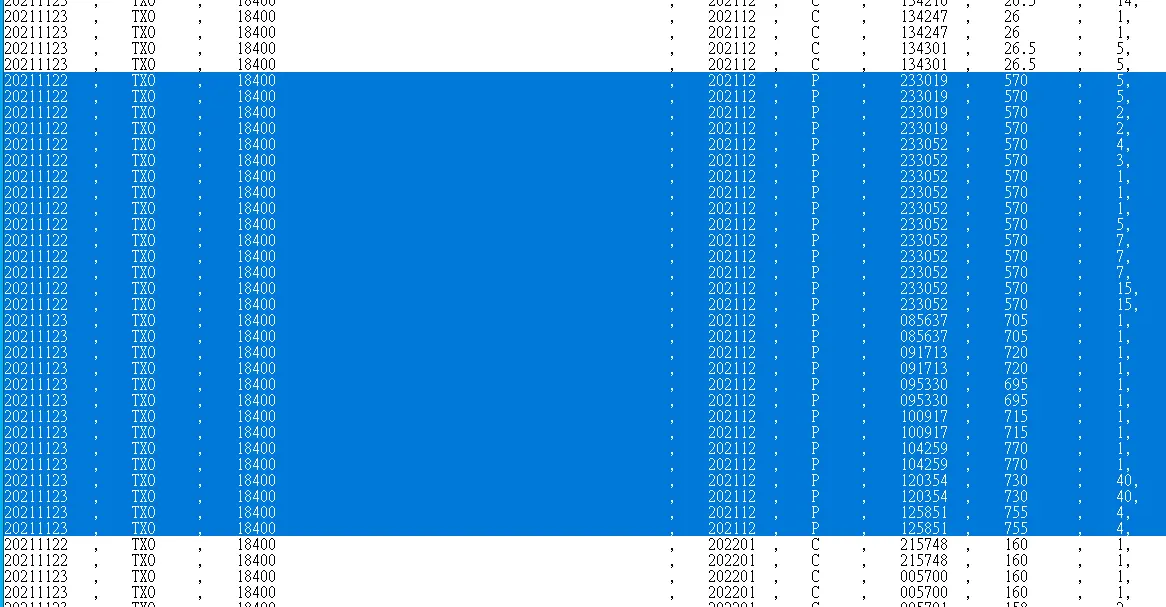 20211123 , TXO , 18400 , 202112 , C , 134210 , 26.5 , 14,
20211123 , TXO , 18400 , 202112 , C , 134247 , 26 , 1,
20211123 , TXO , 18400 , 202112 , C , 134247 , 26 , 1,
20211123 , TXO , 18400 , 202112 , C , 134301 , 26.5 , 5,
20211123 , TXO , 18400 , 202112 , C , 134301 , 26.5 , 5,
20211122 , TXO , 18400 , 202112 , P , 233019 , 570 , 5,
20211122 , TXO , 18400 , 202112 , P , 233019 , 570 , 5,
20211122 , TXO , 18400 , 202112 , P , 233019 , 570 , 2,
20211122 , TXO , 18400 , 202112 , P , 233019 , 570 , 2,
20211122 , TXO , 18400 , 202112 , P , 233052 , 570 , 4,
20211122 , TXO , 18400 , 202112 , P , 233052 , 570 , 3,
20211122 , TXO , 18400 , 202112 , P , 233052 , 570 , 1,
20211122 , TXO , 18400 , 202112 , P , 233052 , 570 , 1,
20211122 , TXO , 18400 , 202112 , P , 233052 , 570 , 1,
20211122 , TXO , 18400 , 202112 , P , 233052 , 570 , 5,
20211122 , TXO , 18400 , 202112 , P , 233052 , 570 , 7,
20211122 , TXO , 18400 , 202112 , P , 233052 , 570 , 7,
20211122 , TXO , 18400 , 202112 , P , 233052 , 570 , 7,
20211122 , TXO , 18400 , 202112 , P , 233052 , 570 , 15,
20211122 , TXO , 18400 , 202112 , P , 233052 , 570 , 15,
20211123 , TXO , 18400 , 202112 , P , 085637 , 705 , 1,
20211123 , TXO , 18400 , 202112 , P , 085637 , 705 , 1,
20211123 , TXO , 18400 , 202112 , P , 091713 , 720 , 1,
20211123 , TXO , 18400 , 202112 , P , 091713 , 720 , 1,
20211123 , TXO , 18400 , 202112 , P , 095330 , 695 , 1,
20211123 , TXO , 18400 , 202112 , P , 095330 , 695 , 1,
20211123 , TXO , 18400 , 202112 , P , 100917 , 715 , 1,
20211123 , TXO , 18400 , 202112 , P , 100917 , 715 , 1,
20211123 , TXO , 18400 , 202112 , P , 104259 , 770 , 1,
20211123 , TXO , 18400 , 202112 , P , 104259 , 770 , 1,
20211123 , TXO , 18400 , 202112 , P , 120354 , 730 , 40,
20211123 , TXO , 18400 , 202112 , P , 120354 , 730 , 40,
20211123 , TXO , 18400 , 202112 , P , 125851 , 755 , 4,
20211123 , TXO , 18400 , 202112 , P , 125851 , 755 , 4,
20211122 , TXO , 18400 , 202201 , C , 215748 , 160 , 1,
20211122 , TXO , 18400 , 202201 , C , 215748 , 160 , 1,
20211123 , TXO , 18400 , 202201 , C , 005700 , 160 , 1,
20211123 , TXO , 18400 , 202201 , C , 005700 , 160 , 1,